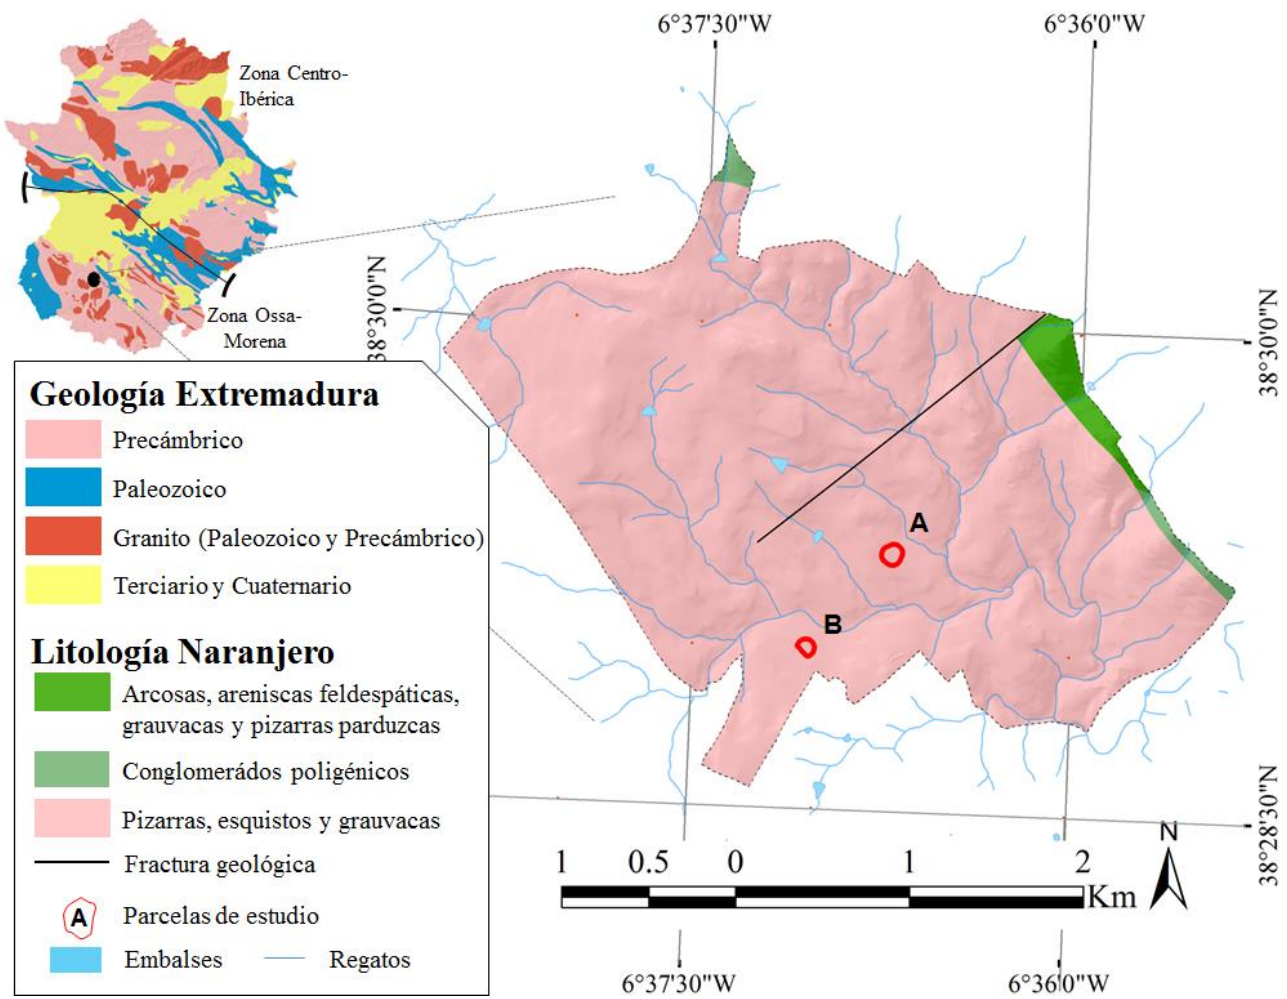 6°37'30"W
6°36'0"W
Zona Centro-
Ibérica
38°30'0"N
38°30'0"N
Zona Ossa-
Morena
Geología Extremadura
Precámbrico
Paleozoico
Granito (Paleozoico y Precámbrico)
Terciario y Cuaternario
A
B
Litología Naranjero
Arcosas, areniscas feldespáticas,
grauvacas y pizarras parduzcas
Conglomerádos poligénicos
Pizarras, esquistos y grauvacas
Fractura geológica
A
Parcelas de estudio
Embalses
Regatos
38°28'30"N
1 0.5 0 1 2
Km
N
6°37'30"W
6°36'0"W